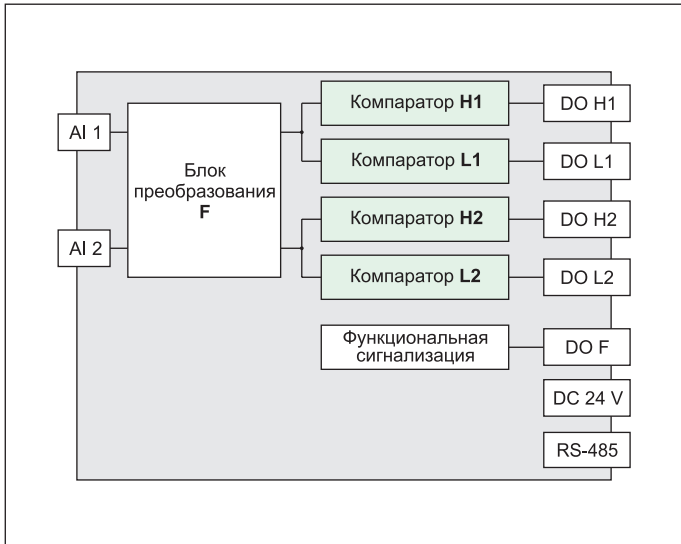 AI 1
AI 2
Блок
преобразования
F
Компаратор H1
Компаратор L1
Компаратор H2
Компаратор L2
Функциональная
сигнализация
DO H1
DO L1
DO H2
DO L2
DO F
DC 24 V
RS-485